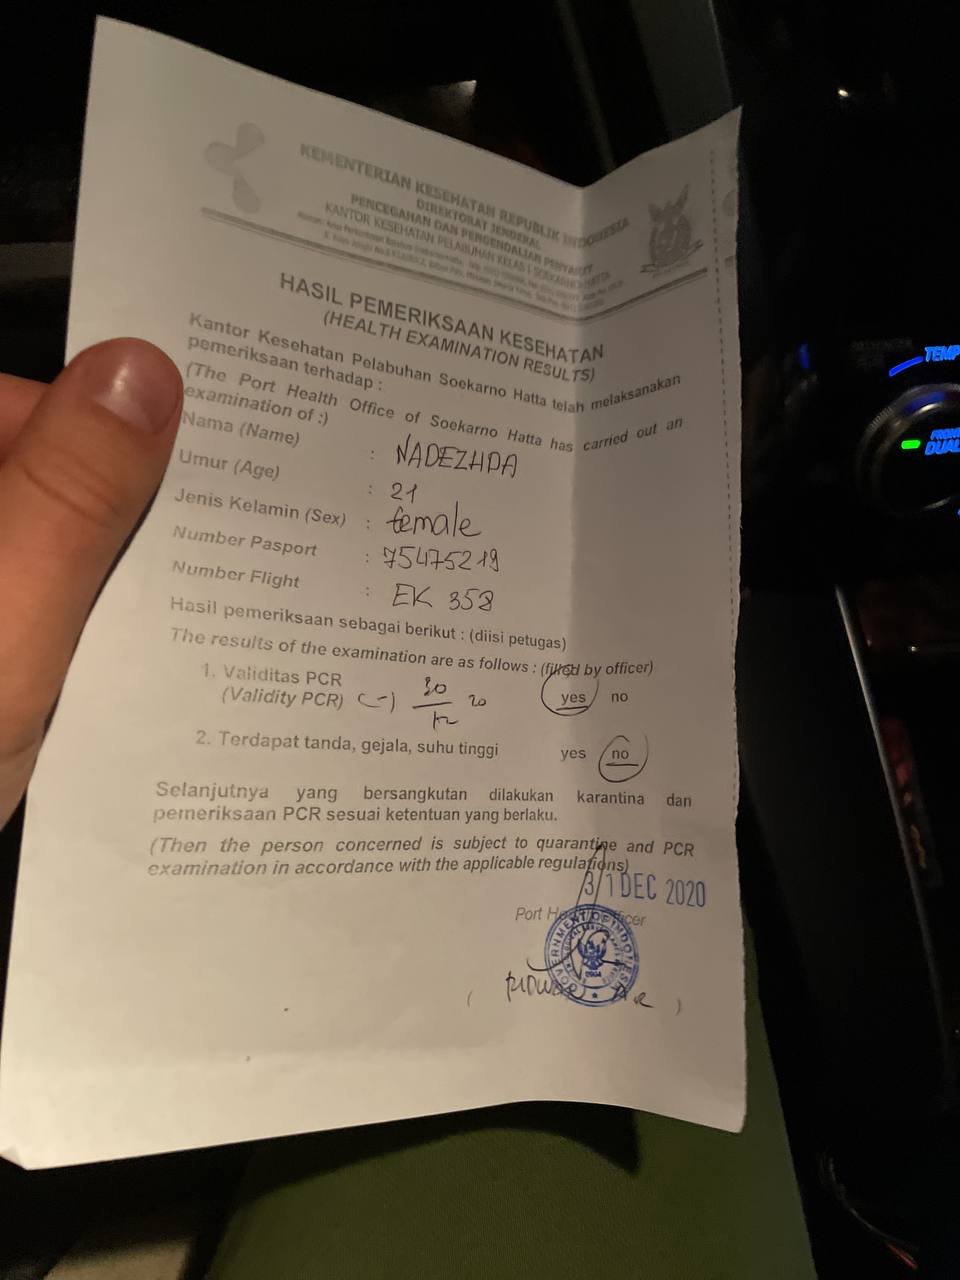 KEMENTERIAN KESEHATAN REPUBLIK INDONESIA
DIREKTORAT JENDERAL
PENCEGAHAN DAN PENGENDALIAN PENYAKIT
KANTOR KESEHATAN PELABUHAN KELAS I SOEKARNO-HATTA
HASIL PEMERIKSAAN KESEHATAN
(HEALTH EXAMINATION RESULTS)
Kantor Kesehatan Pelabuhan Soekarno Hatta telah melaksanakan
pemeriksaan terhadap :
(The Port Health Office of Soekarno Hatta has carried out an
examination of :)
Nama (Name) : NADEZHDA
Umur (Age) : 21
Jenis Kelamin (Sex) : female
Number Pasport : 75475219
Number Flight : EK 358
Hasil pemeriksaan sebagai berikut : (diisi petugas)
The results of the examination are as follows : (filled by officer)
1. Validitas PCR
(Validity PCR) (-) 30/12 20 yes no
2. Terdapat tanda, gejala, suhu tinggi yes no
Selanjutnya yang bersangkutan dilakukan karantina dan
pemeriksaan PCR sesuai ketentuan yang berlaku.
(Then the person concerned is subject to quarantine and PCR
examination in accordance with the applicable regulations)
31 DEC 2020
Port Health Officer
GOVERNMENT OF INDONESIA
( )
TEMP
DUAL